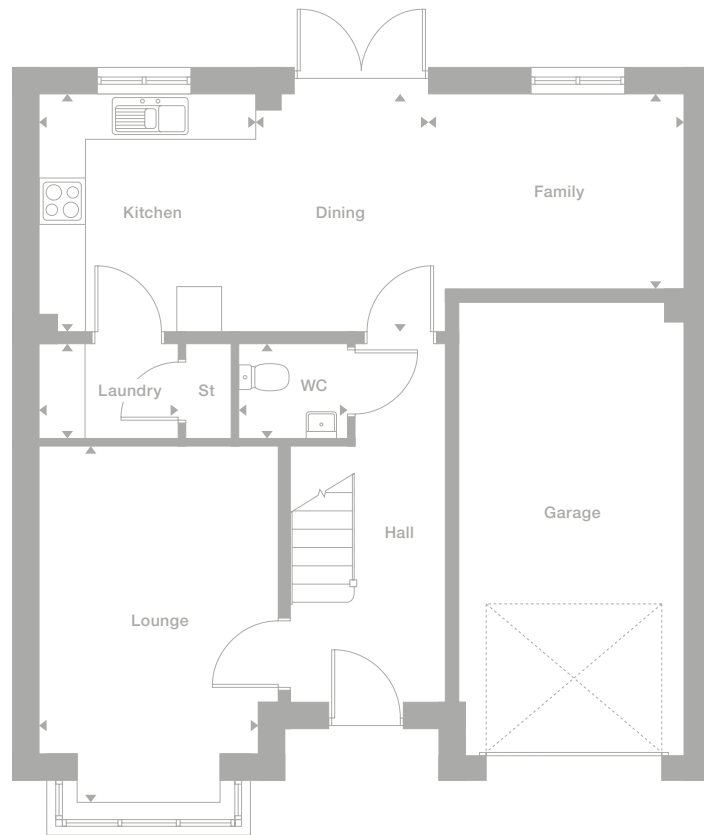 Kitchen
Dining
Family
Laundry
St
WC
Hall
Garage
Lounge